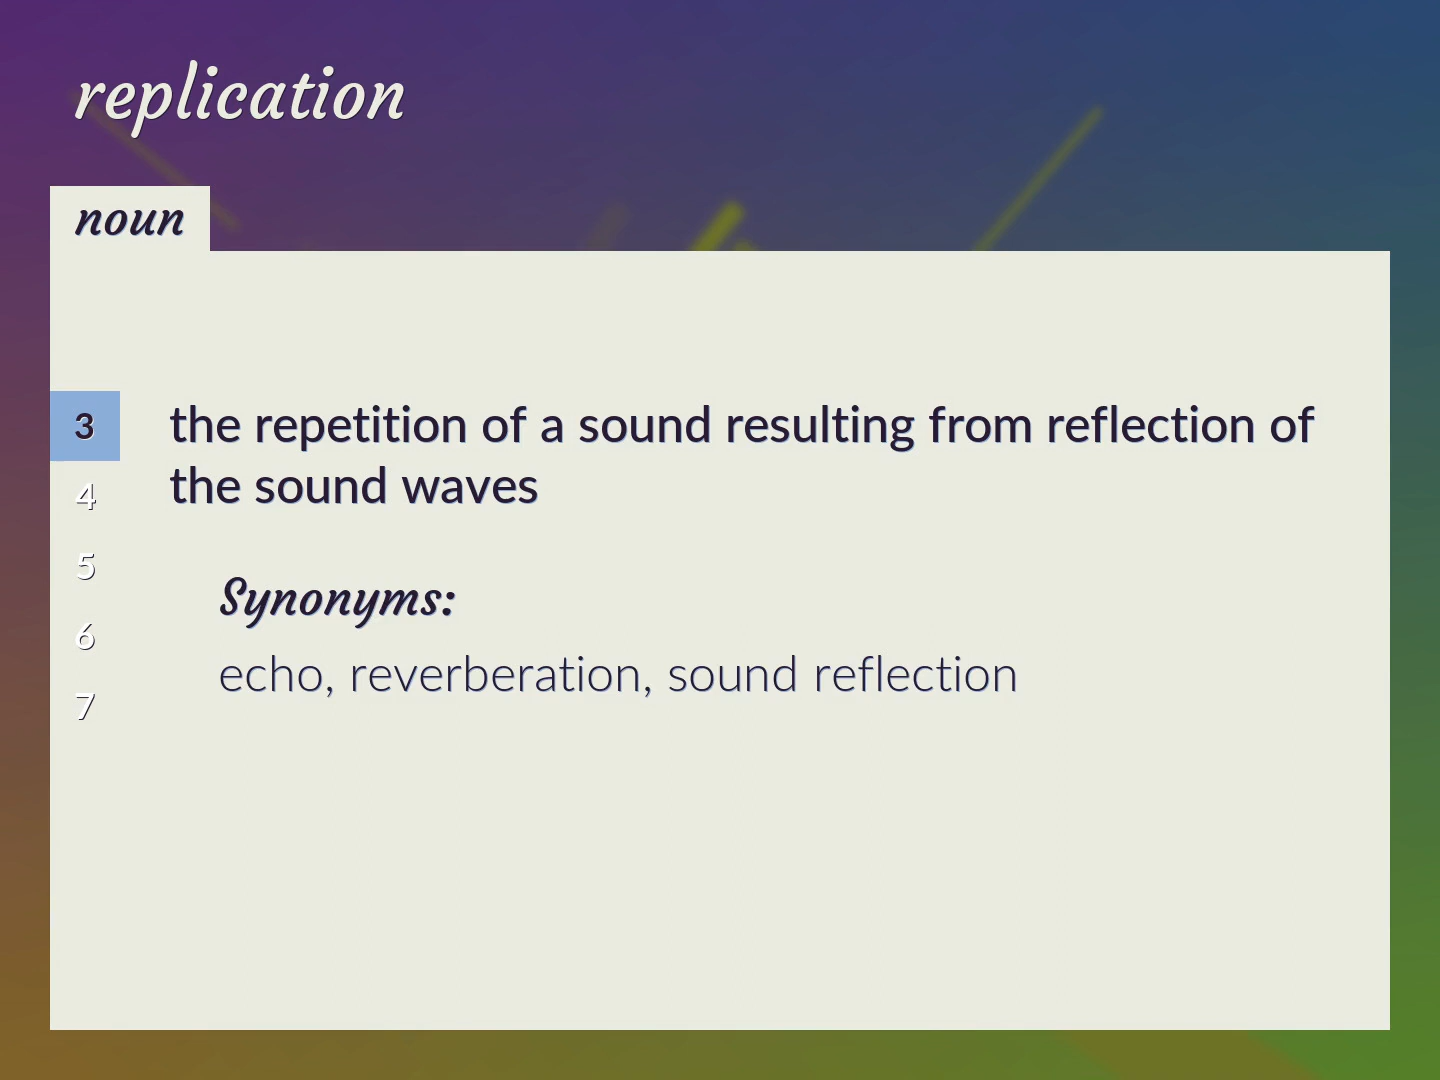 replication
noun
3
the repetition of a sound resulting from reflection of
the sound waves
4
5
6
7
Synonyms:
echo, reverberation, sound reflection